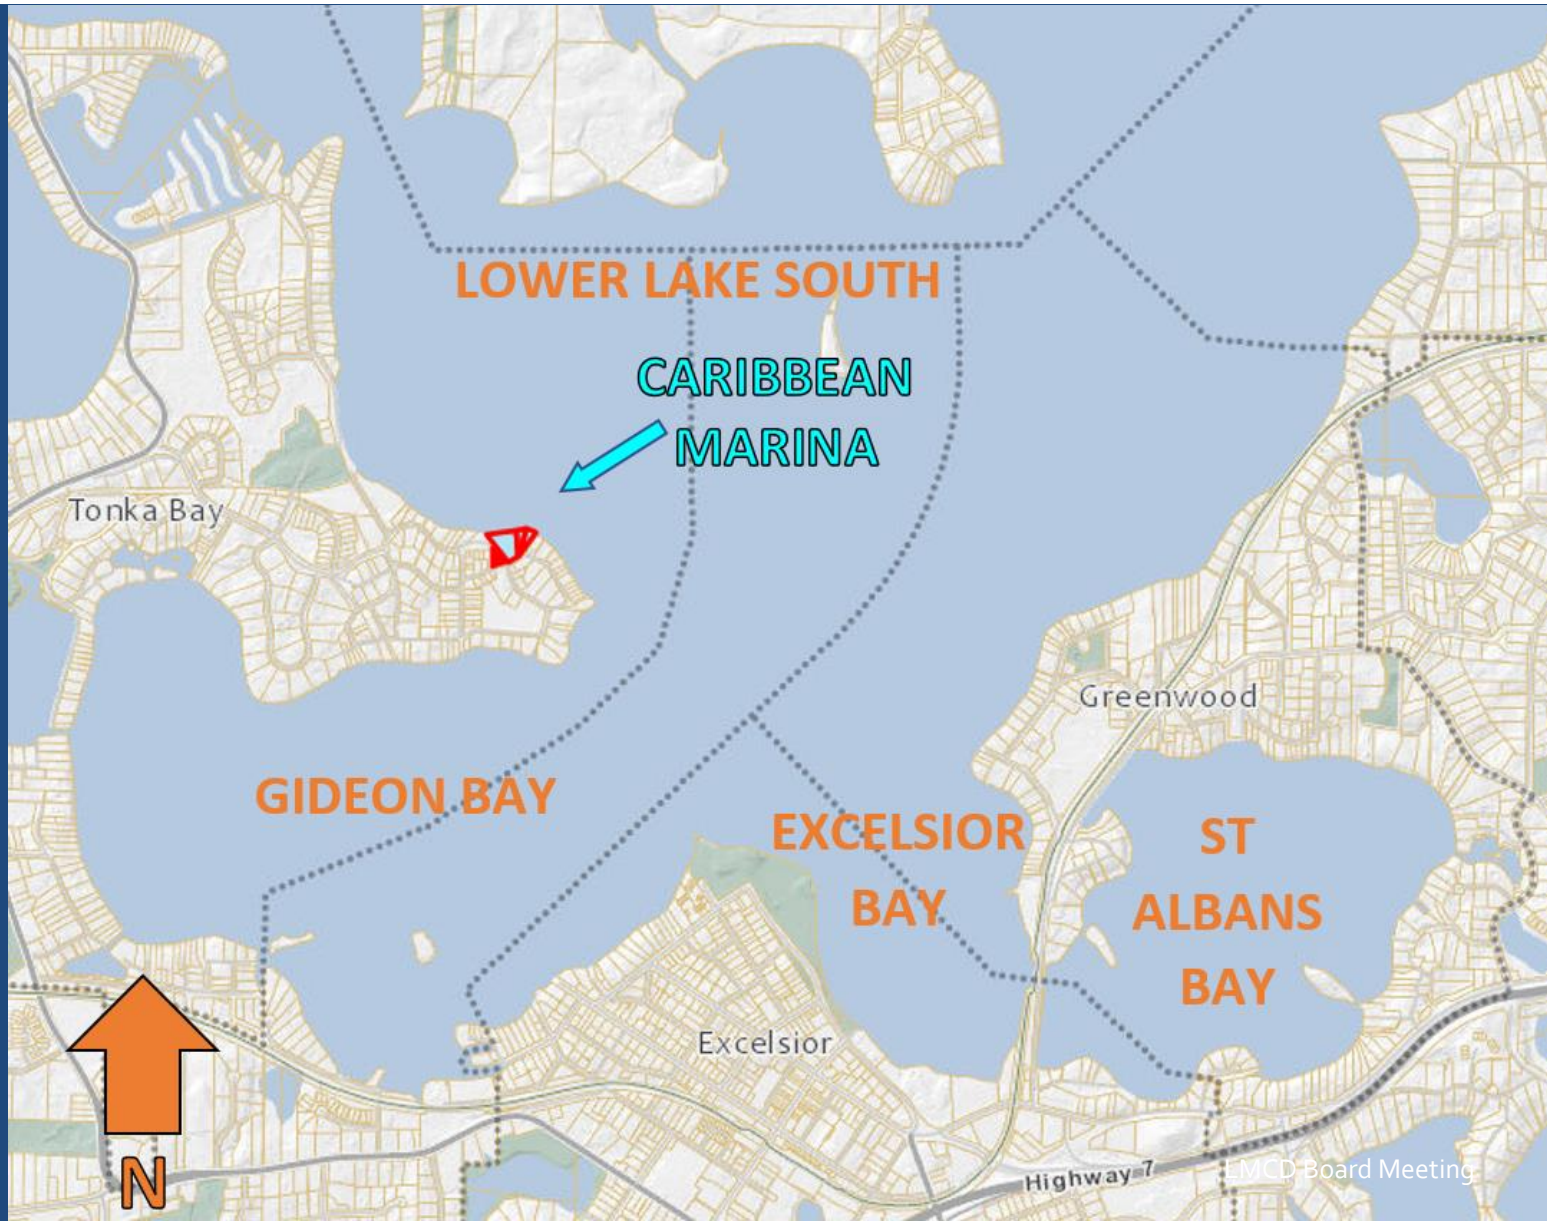 LOWER LAKE SOUTH
CARIBBEAN
MARINA
Tonka Bay
Greenwood
GIDEON BAY
EXCELSIOR
BAY
ST
ALBANS
BAY
Excelsior
N
Highway 7
LMCD Board Meeting